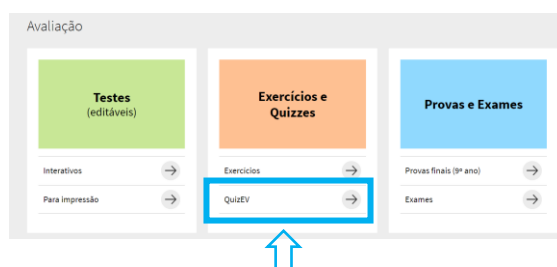 Avaliação
Testes
(editáveis)
Interativos
Para impressão
Exercícios e
Quizzes
Exercícios
QuizEV
Provas e Exames
Provas finais (9º ano)
Exames